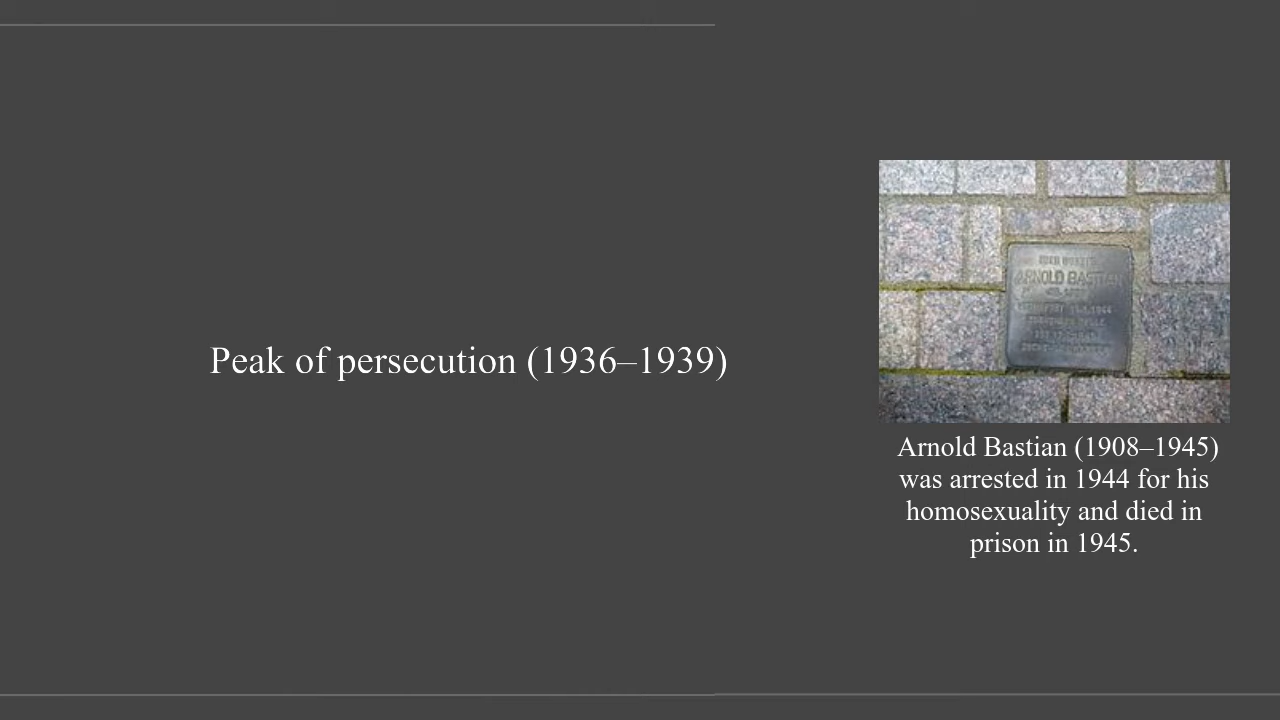 Peak of persecution (1936–1939)
ARNOLD BASTIAN
Arnold Bastian (1908–1945)
was arrested in 1944 for his
homosexuality and died in
prison in 1945.